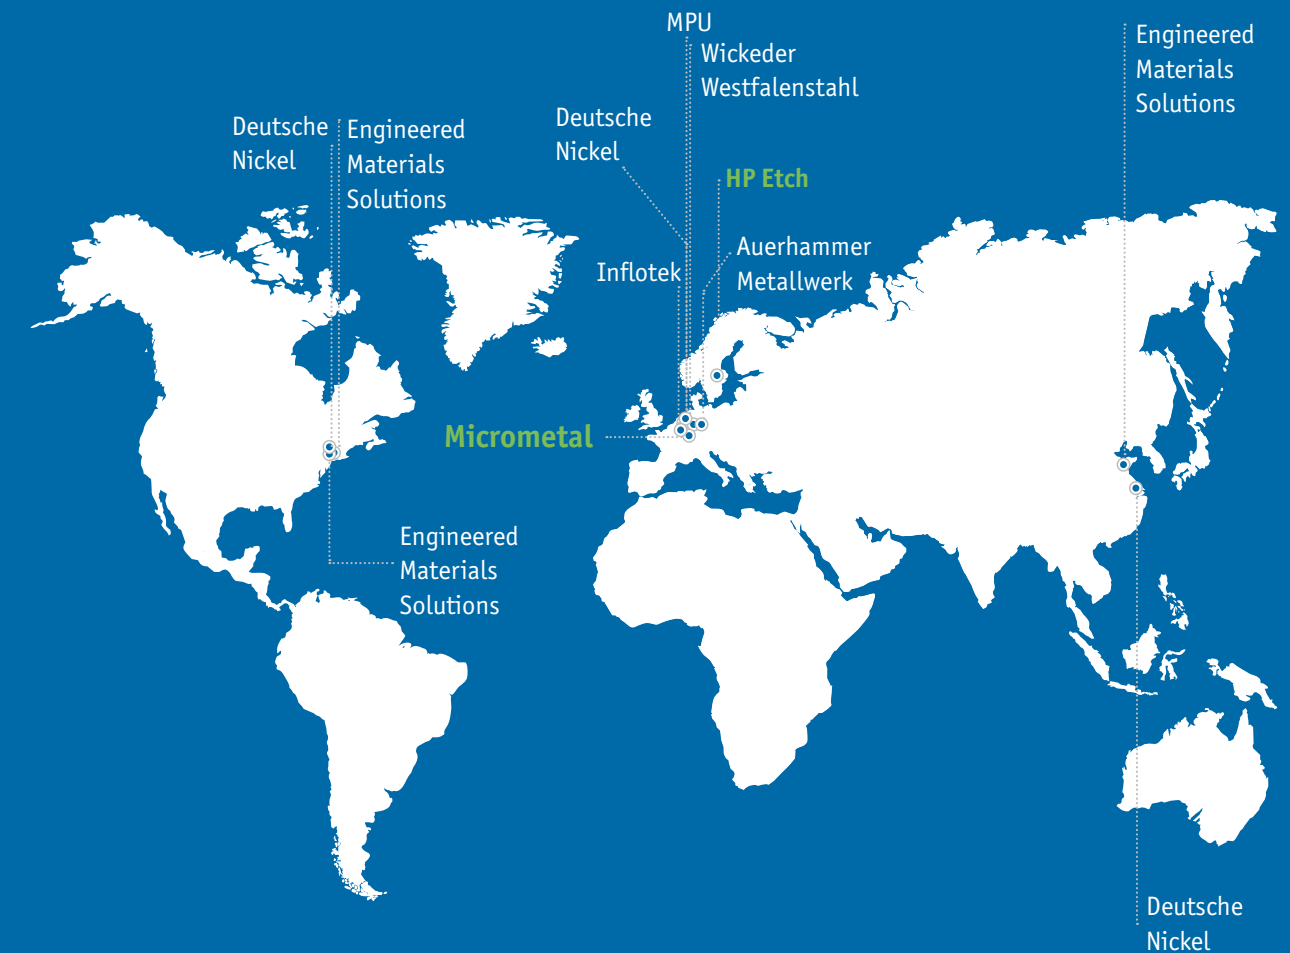 MPU
Wickeder
Westfalenstahl
Engineered
Materials
Solutions
Deutsche
Nickel
Engineered
Materials
Solutions
Deutsche
Nickel
HP Etch
Auerhammer
Metallwerk
Inflotek
Micrometal
Engineered
Materials
Solutions
Deutsche
Nickel